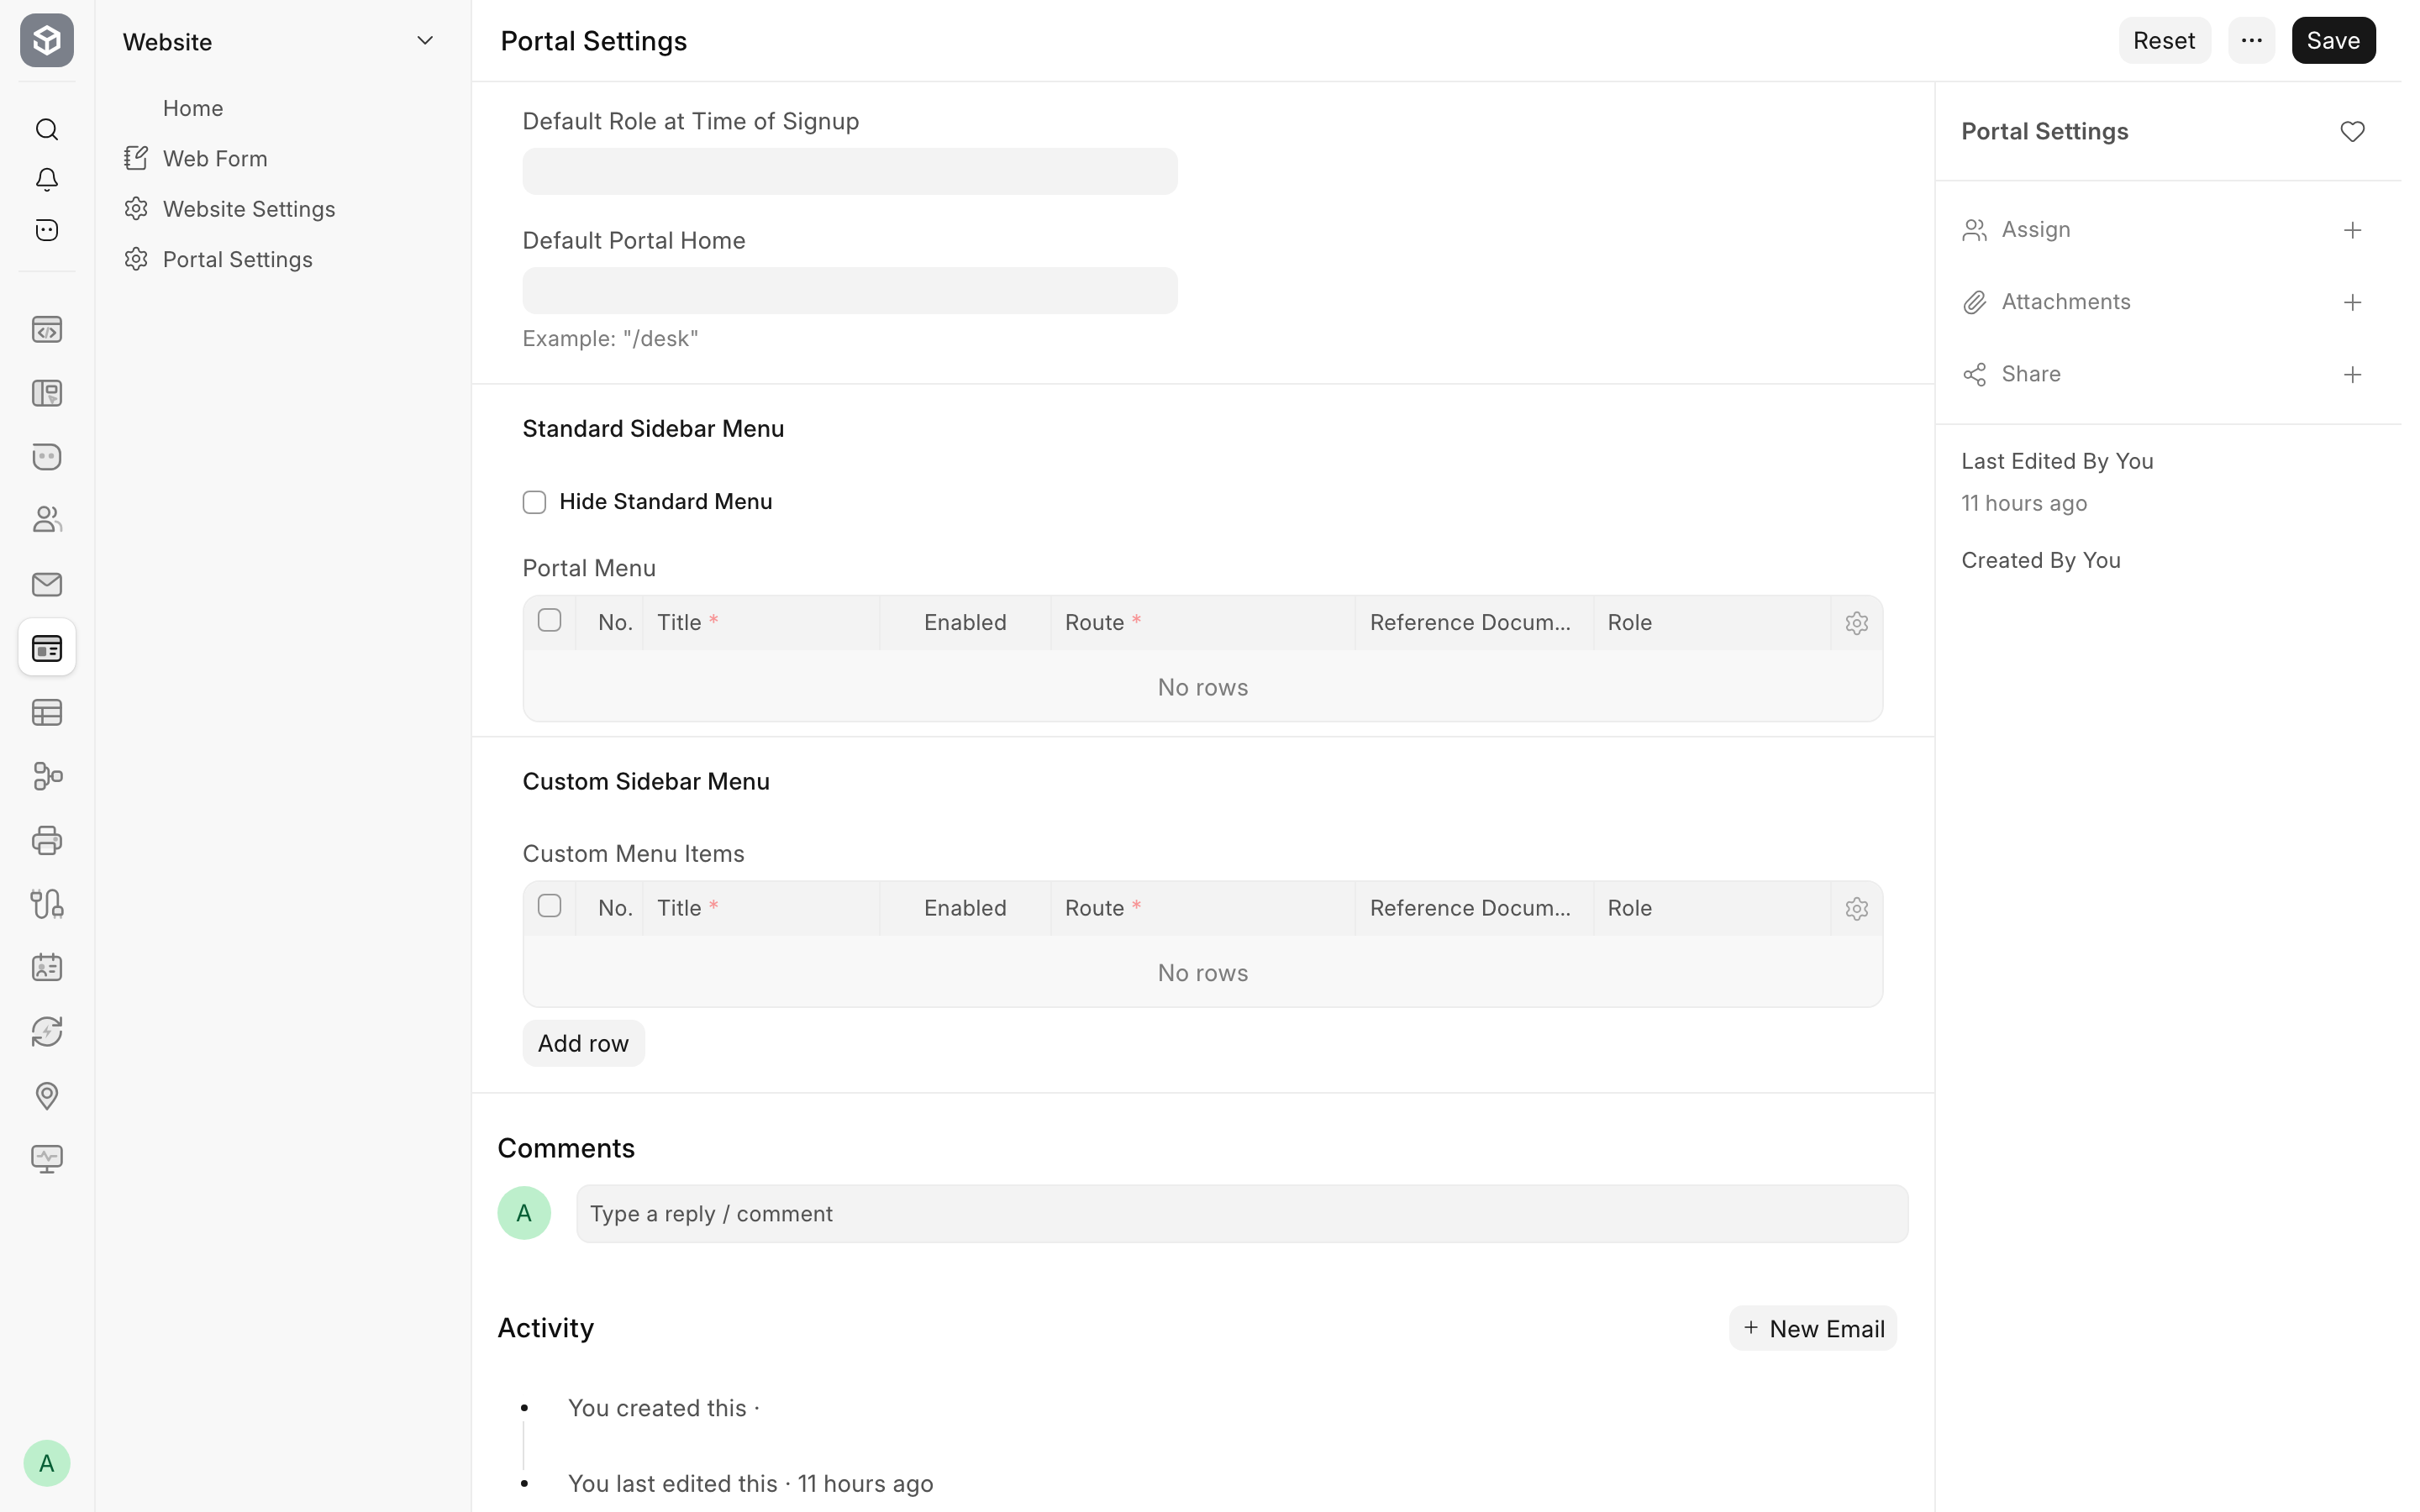 Website
Home
Web Form
Website Settings
Portal Settings
A
Portal Settings
Reset
Save
Default Role at Time of Signup
Default Portal Home
Example: "/desk"
Standard Sidebar Menu
Hide Standard Menu
Portal Menu
No. Title * Enabled Route * Reference Docum... Role
No rows
Custom Sidebar Menu
Custom Menu Items
No. Title * Enabled Route * Reference Docum... Role
No rows
Add row
Comments
A
Type a reply / comment
Activity
New Email
You created this ·
You last edited this · 11 hours ago
Portal Settings
Assign
Attachments
Share
Last Edited By You
11 hours ago
Created By You